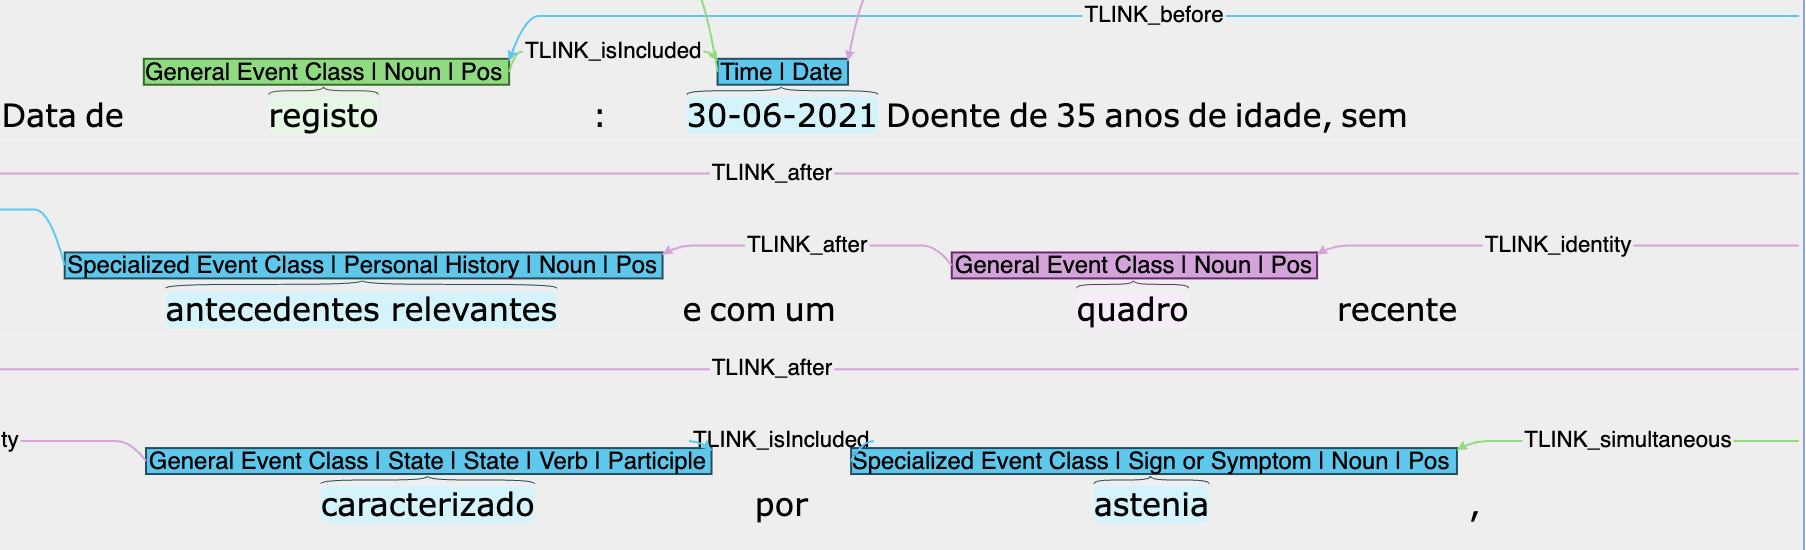 TLINK_before
TLINK_isIncluded
General Event Class | Noun | Pos Time | Date
Data de registo : 30-06-2021 Doente de 35 anos de idade, sem
TLINK_after
TLINK_after TLINK_identity
Specialized Event Class | Personal History | Noun | Pos General Event Class | Noun | Pos
antecedentes relevantes e com um quadro recente
TLINK_after
ty TLINK_isIncluded TLINK_simultaneous
General Event Class | State | State | Verb | Participle Specialized Event Class | Sign or Symptom | Noun | Pos
caracterizado por astenia ,